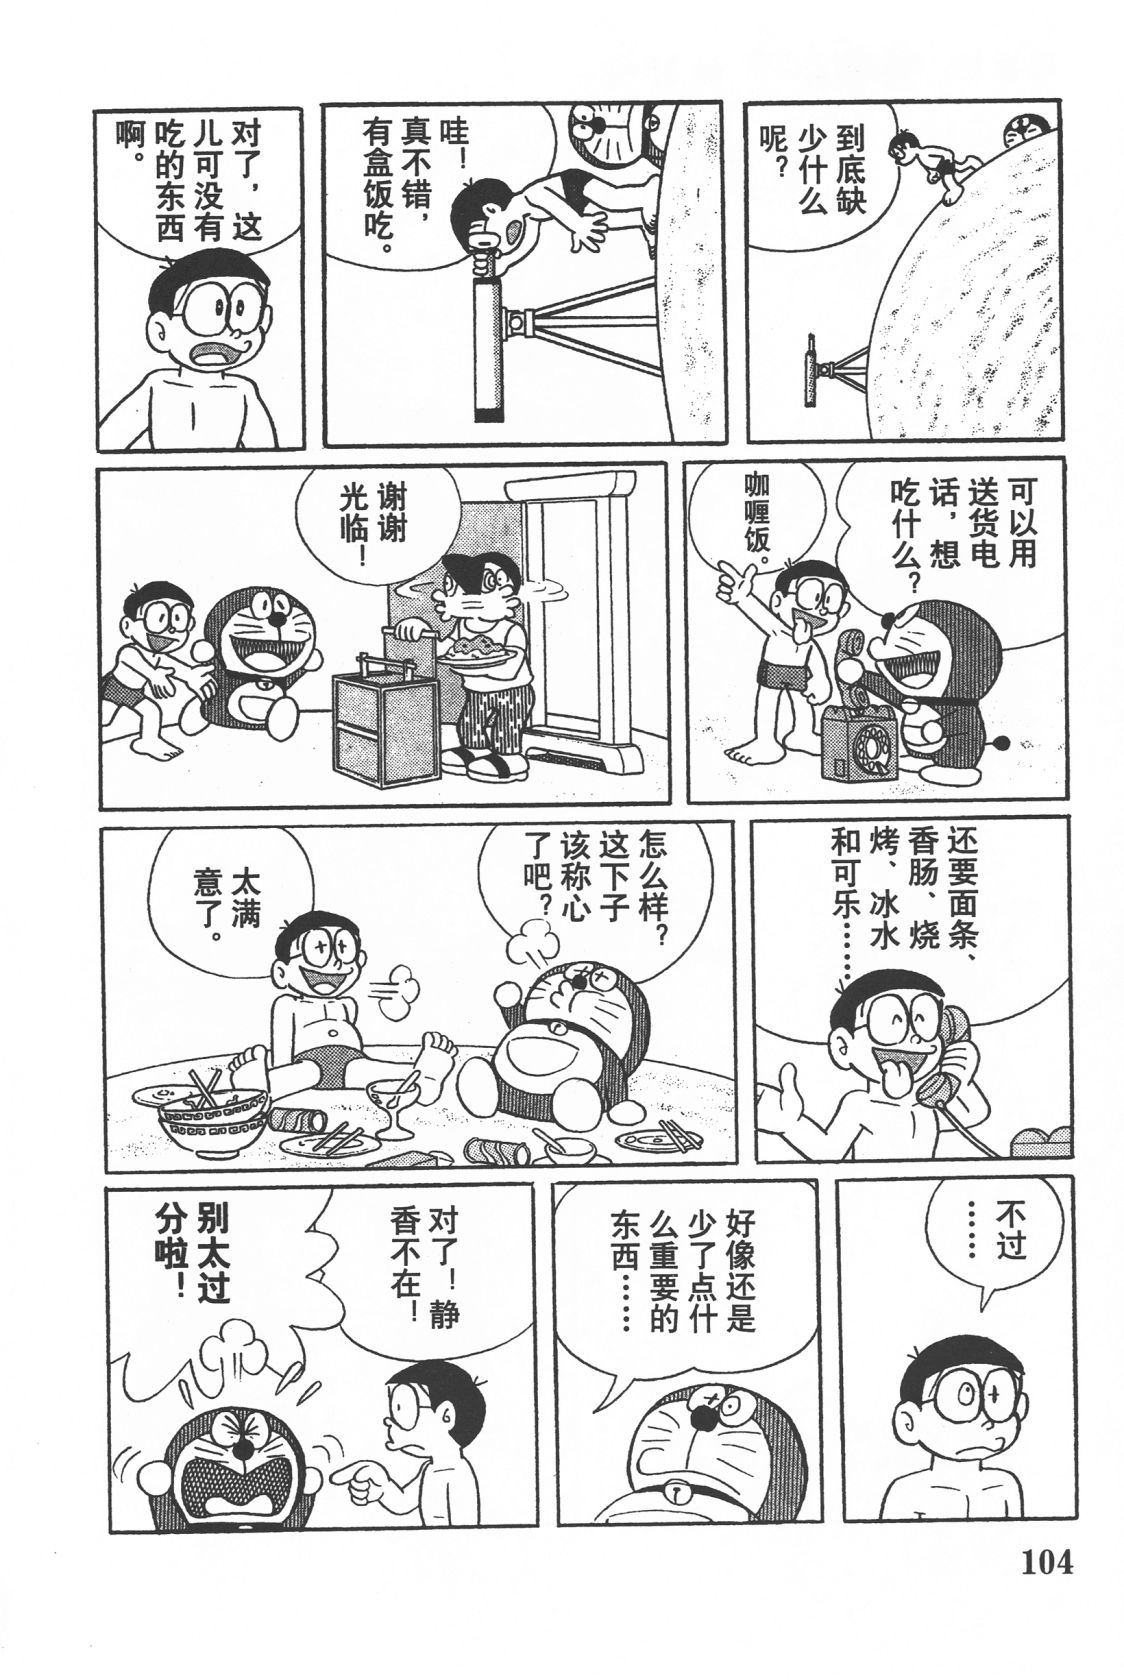 到底缺
少什么
呢？
哇！
真不错，
有盒饭吃。
对了，这
儿可没有
吃的东西
啊。
可以用
送货电
话，想
吃什么？
咖喱饭。
谢谢
光临！
还要面条、
香肠、烧
烤、冰水
和可乐……
怎么样？
这下子
该称心
了吧？
太满
意了。
不过
……
好像还是
少了点什
么重要的
东西……
对了！静
香不在！
别太过
分啦！
104